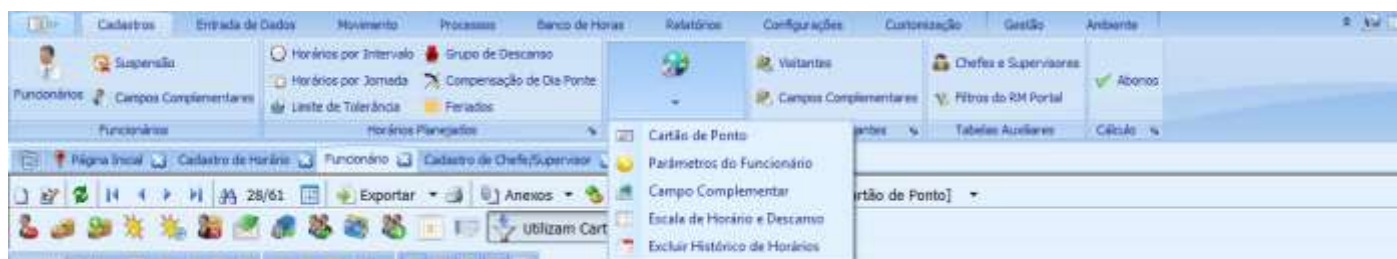 Cadastros Entrada de Dados Movimento Processos Banco de Horas Relatórios Configurações Customização Gestão Ambiente
Funcionários
Suspensão
Campos Complementares
Funcionários
Horários por Intervalo
Horários por Jornada
Limite de Tolerância
Grupo de Descanso
Compensação de Dia Ponte
Feriados
Horários Planejados
Visitantes
Campos Complementares
antes
Chefes e Supervisores
Filtros do RM Portal
Tabelas Auxiliares
Abonos
Cálculo
Cartão de Ponto
Parâmetros do Funcionário
Campo Complementar
Escala de Horário e Descanso
Excluir Histórico de Horários
Página Inicial Cadastro de Horário Funcionário Cadastro de Chefe/Supervisor
28/61 Exportar Anexos rtão de Ponto]
Utilizam Cart